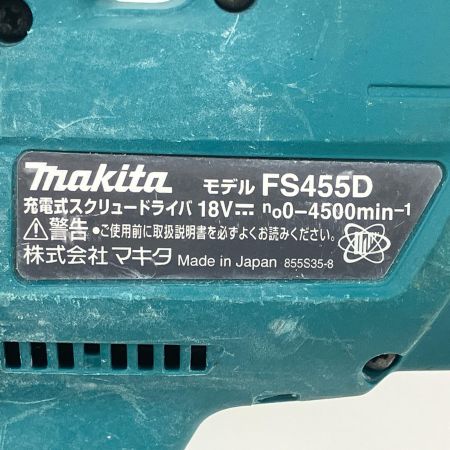 makita モデル FS455D
充電式スクリュードライバ 18V⎓ n₀0-4500min⁻¹
⚠警告 •ご使用前に取扱説明書を必ずよくお読みください。
株式会社 マキタ Made in Japan 855S35-8